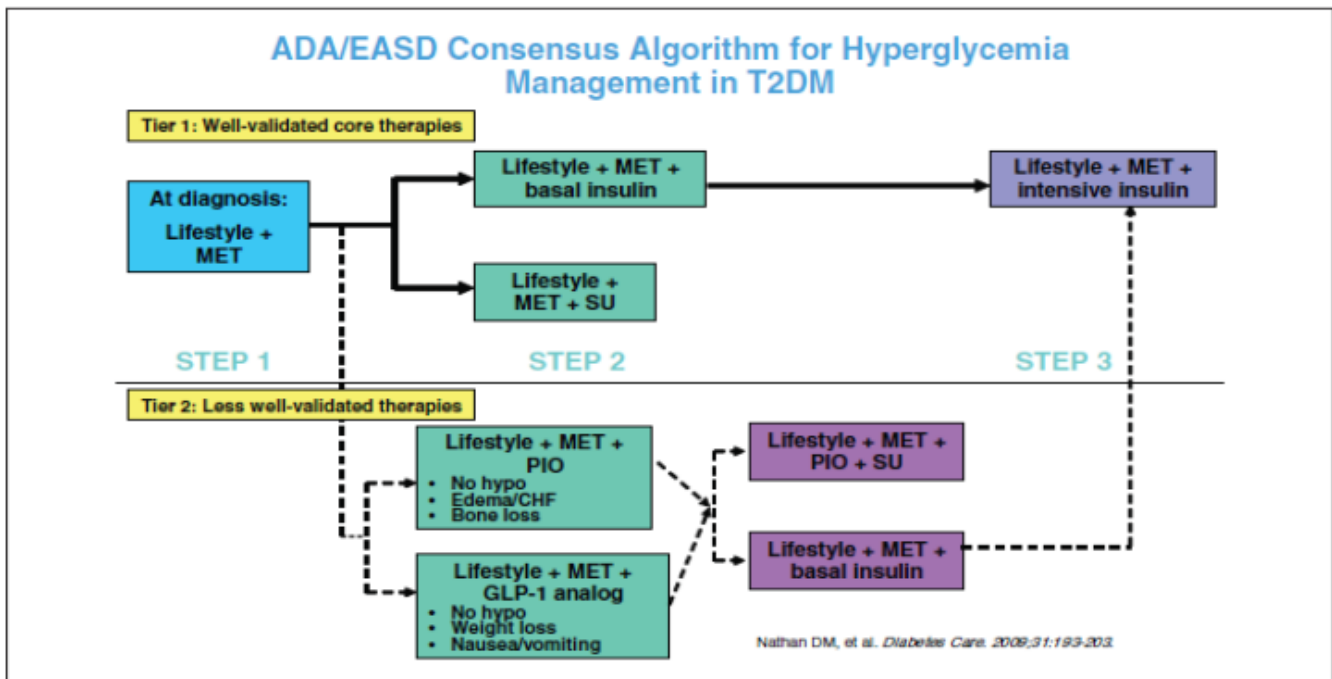 ADA/EASD Consensus Algorithm for Hyperglycemia
Management in T2DM
Tier 1: Well-validated core therapies
At diagnosis:
Lifestyle +
MET
Lifestyle + MET +
basal insulin
Lifestyle +
MET + SU
Lifestyle + MET +
intensive insulin
STEP 1
STEP 2
STEP 3
Tier 2: Less well-validated therapies
Lifestyle + MET +
PIO
• No hypo
• Edema/CHF
• Bone loss
Lifestyle + MET +
GLP-1 analog
• No hypo
• Weight loss
• Nausea/vomiting
Lifestyle + MET +
PIO + SU
Lifestyle + MET +
basal insulin
Nathan DM, et al. Diabetes Care. 2009;31:193-203.